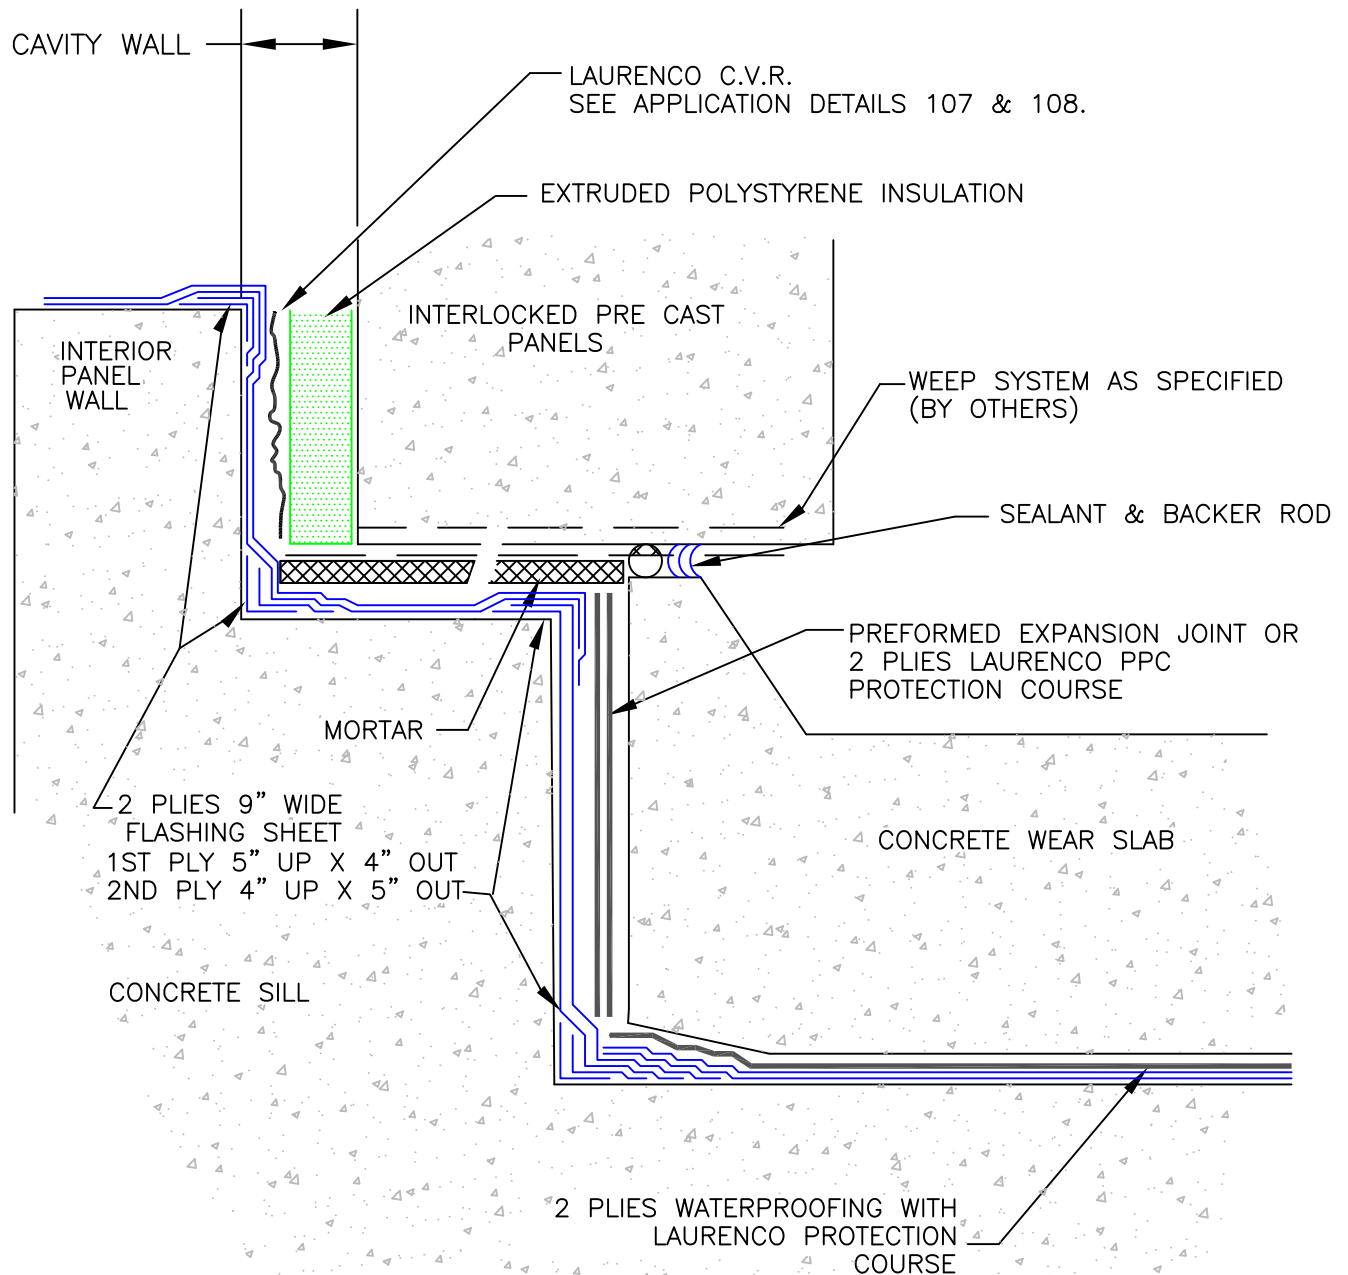 CAVITY WALL
LAURENCO C.V.R.
SEE APPLICATION DETAILS 107 & 108.
EXTRUDED POLYSTYRENE INSULATION
INTERLOCKED PRE CAST
PANELS
INTERIOR
PANEL
WALL
WEEP SYSTEM AS SPECIFIED
(BY OTHERS)
SEALANT & BACKER ROD
PREFORMED EXPANSION JOINT OR
2 PLIES LAURENCO PPC
PROTECTION COURSE
MORTAR
2 PLIES 9" WIDE
FLASHING SHEET
1ST PLY 5" UP X 4" OUT
2ND PLY 4" UP X 5" OUT
CONCRETE WEAR SLAB
CONCRETE SILL
2 PLIES WATERPROOFING WITH
LAURENCO PROTECTION
COURSE